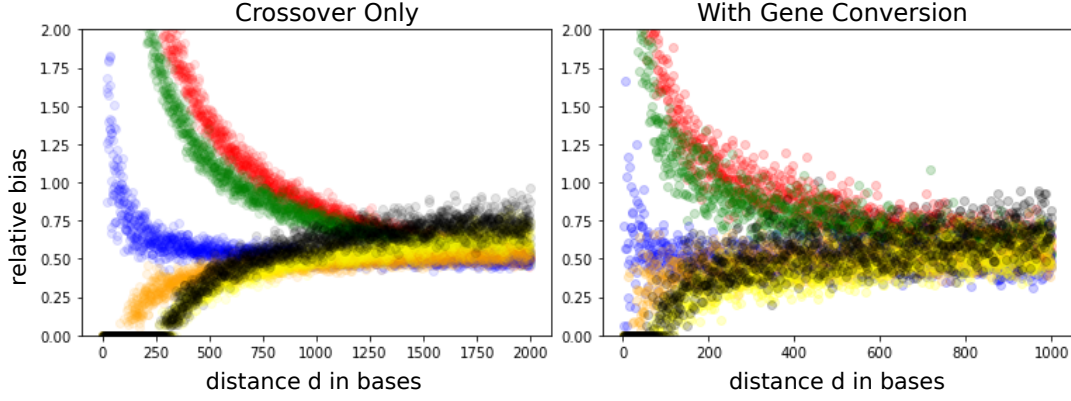 Crossover Only
With Gene Conversion
relative bias
2.00
1.75
1.50
1.25
1.00
0.75
0.50
0.25
0.00
0 250 500 750 1000 1250 1500 1750 2000
distance d in bases
2.00
1.75
1.50
1.25
1.00
0.75
0.50
0.25
0.00
0 200 400 600 800 1000
distance d in bases